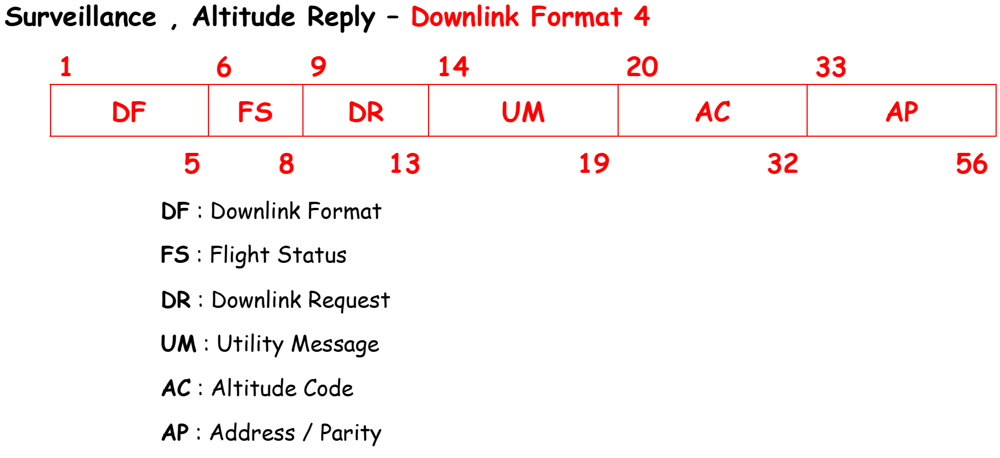 Surveillance , Altitude Reply – Downlink Format 4
1 6 9 14 20 33
DF FS DR UM AC AP
5 8 13 19 32 56
DF : Downlink Format
FS : Flight Status
DR : Downlink Request
UM : Utility Message
AC : Altitude Code
AP : Address / Parity